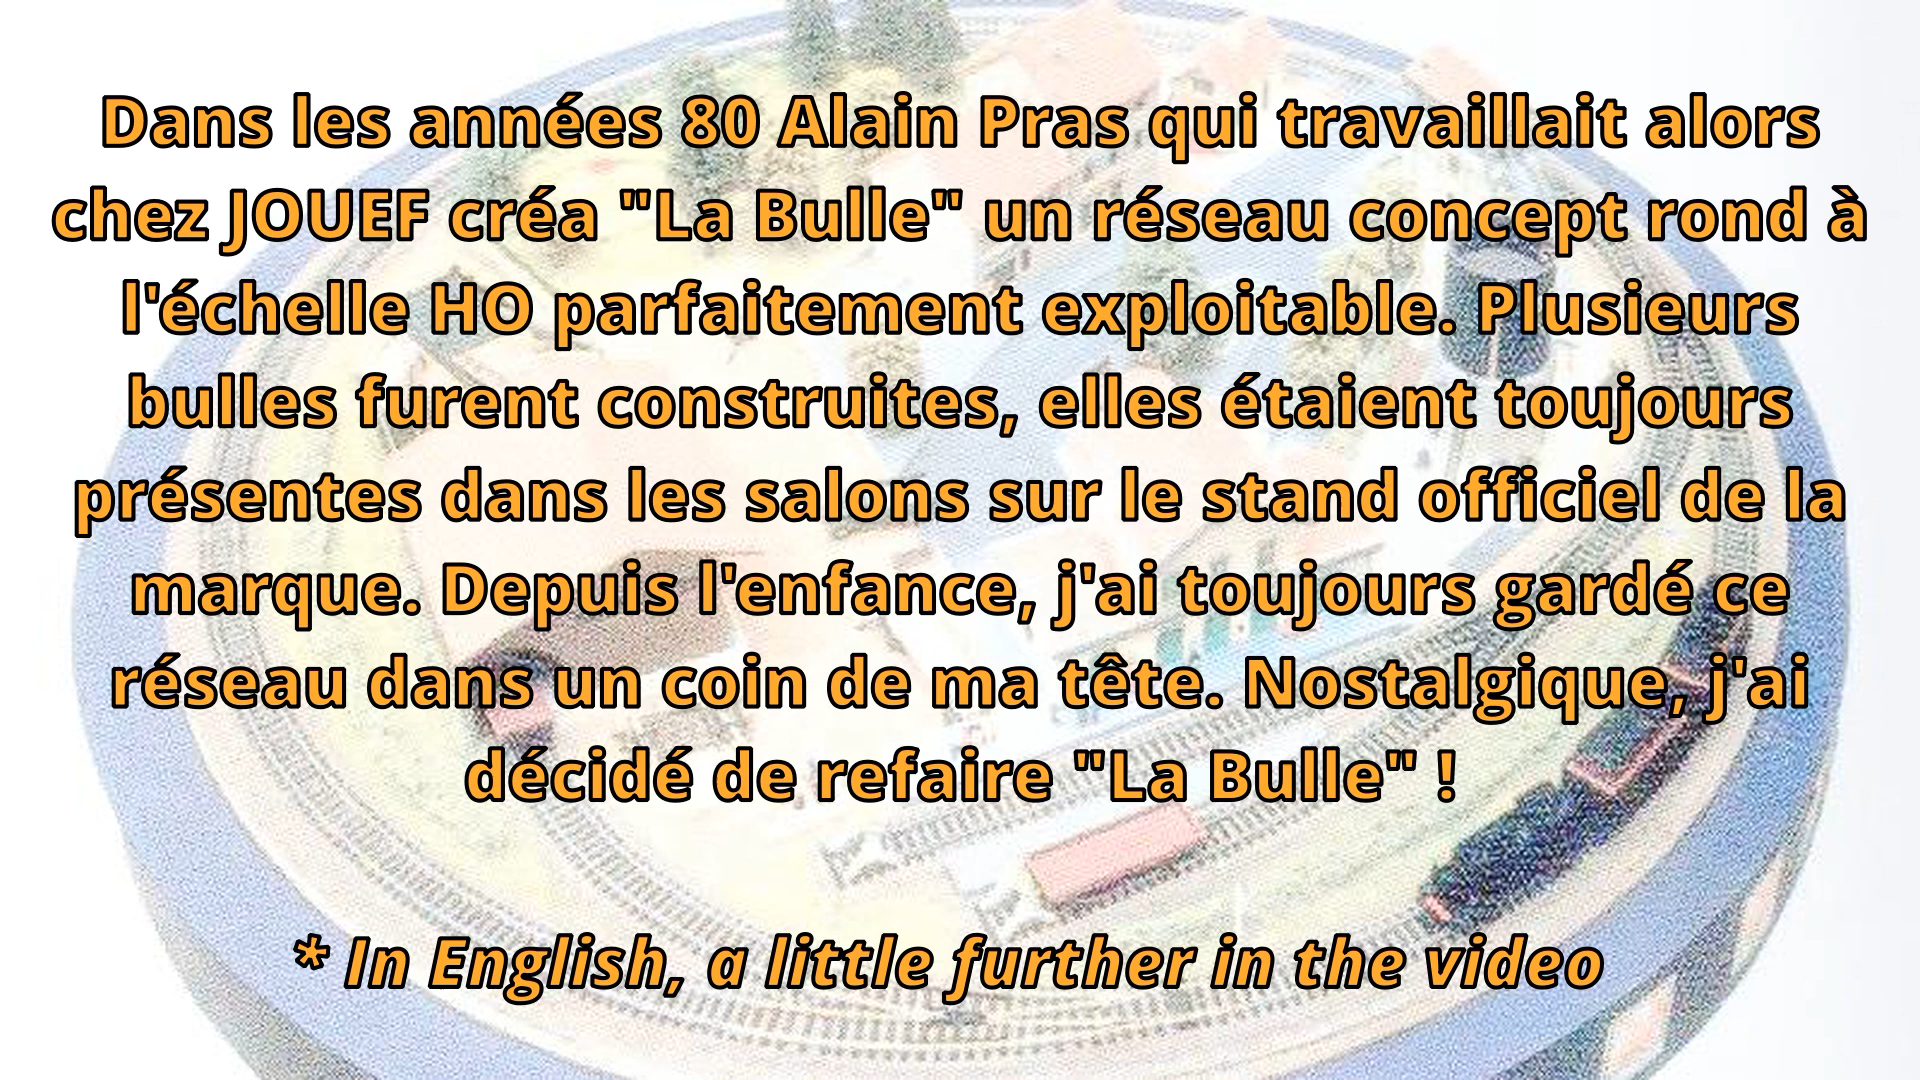 Dans les années 80 Alain Pras qui travaillait alors
chez JOUEF créa "La Bulle" un réseau concept rond à
l'échelle HO parfaitement exploitable. Plusieurs
bulles furent construites, elles étaient toujours
présentes dans les salons sur le stand officiel de la
marque. Depuis l'enfance, j'ai toujours gardé ce
réseau dans un coin de ma tête. Nostalgique, j'ai
décidé de refaire "La Bulle" !
* In English, a little further in the video